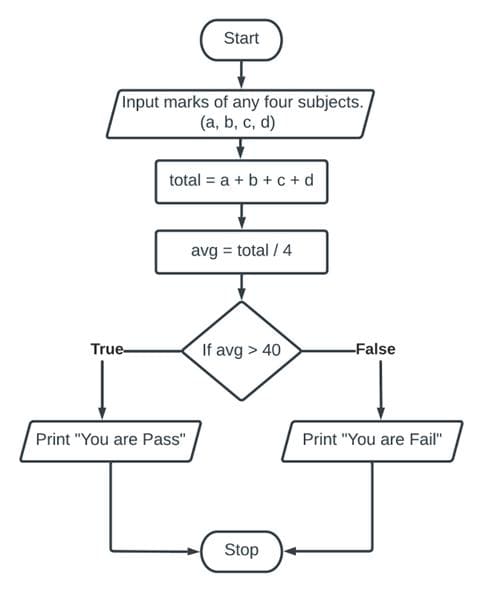 Start
Input marks of any four subjects.
(a, b, c, d)
total = a + b + c + d
avg = total / 4
If avg > 40
True
False
Print "You are Pass"
Print "You are Fail"
Stop